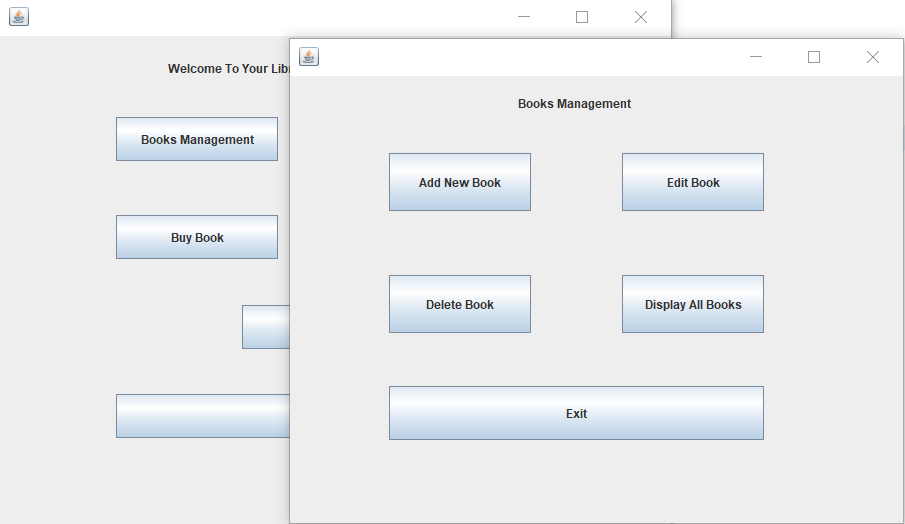 Welcome To Your
Books Management
Buy Book
Books Management
Add New Book
Edit Book
Delete Book
Display All Books
Exit